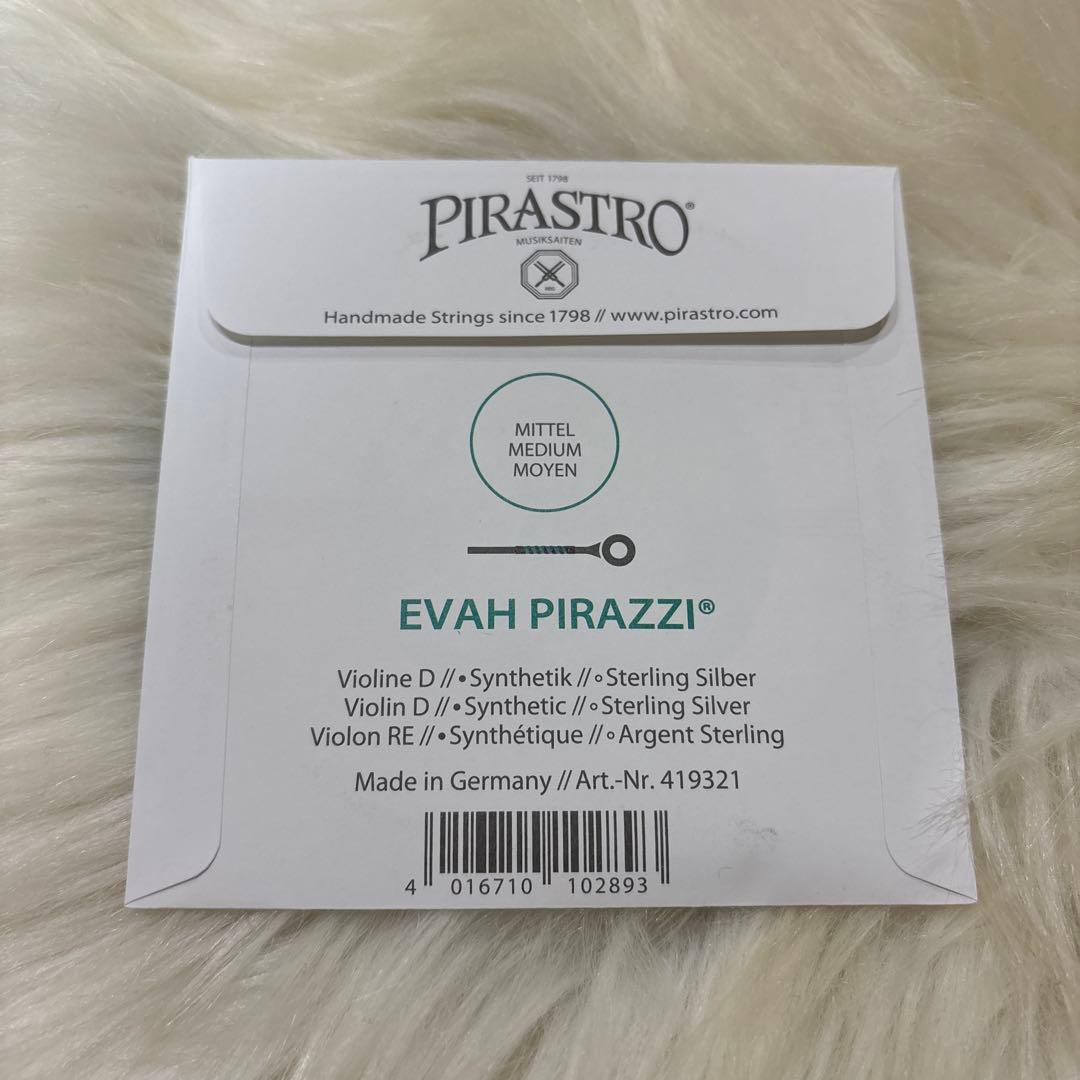 SEIT 1798
PIRASTRO®
MUSIKSAITEN
Handmade Strings since 1798 // www.pirastro.com
MITTEL
MEDIUM
MOYEN
EVAH PIRAZZI®
Violine D // • Synthetik // ◦ Sterling Silber
Violin D // • Synthetic // ◦ Sterling Silver
Violon RE // • Synthétique // ◦ Argent Sterling
Made in Germany // Art.-Nr. 419321
4 016710 102893